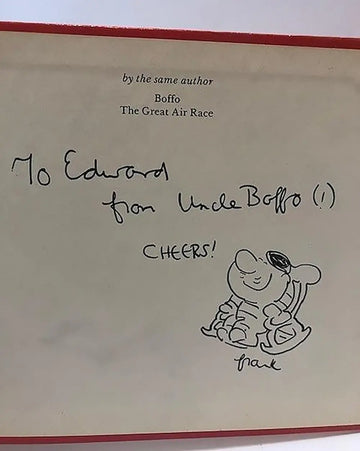 by the same author
Boffo
The Great Air Race
To Edward
from Uncle Boffo (!)
CHEERS!
frank